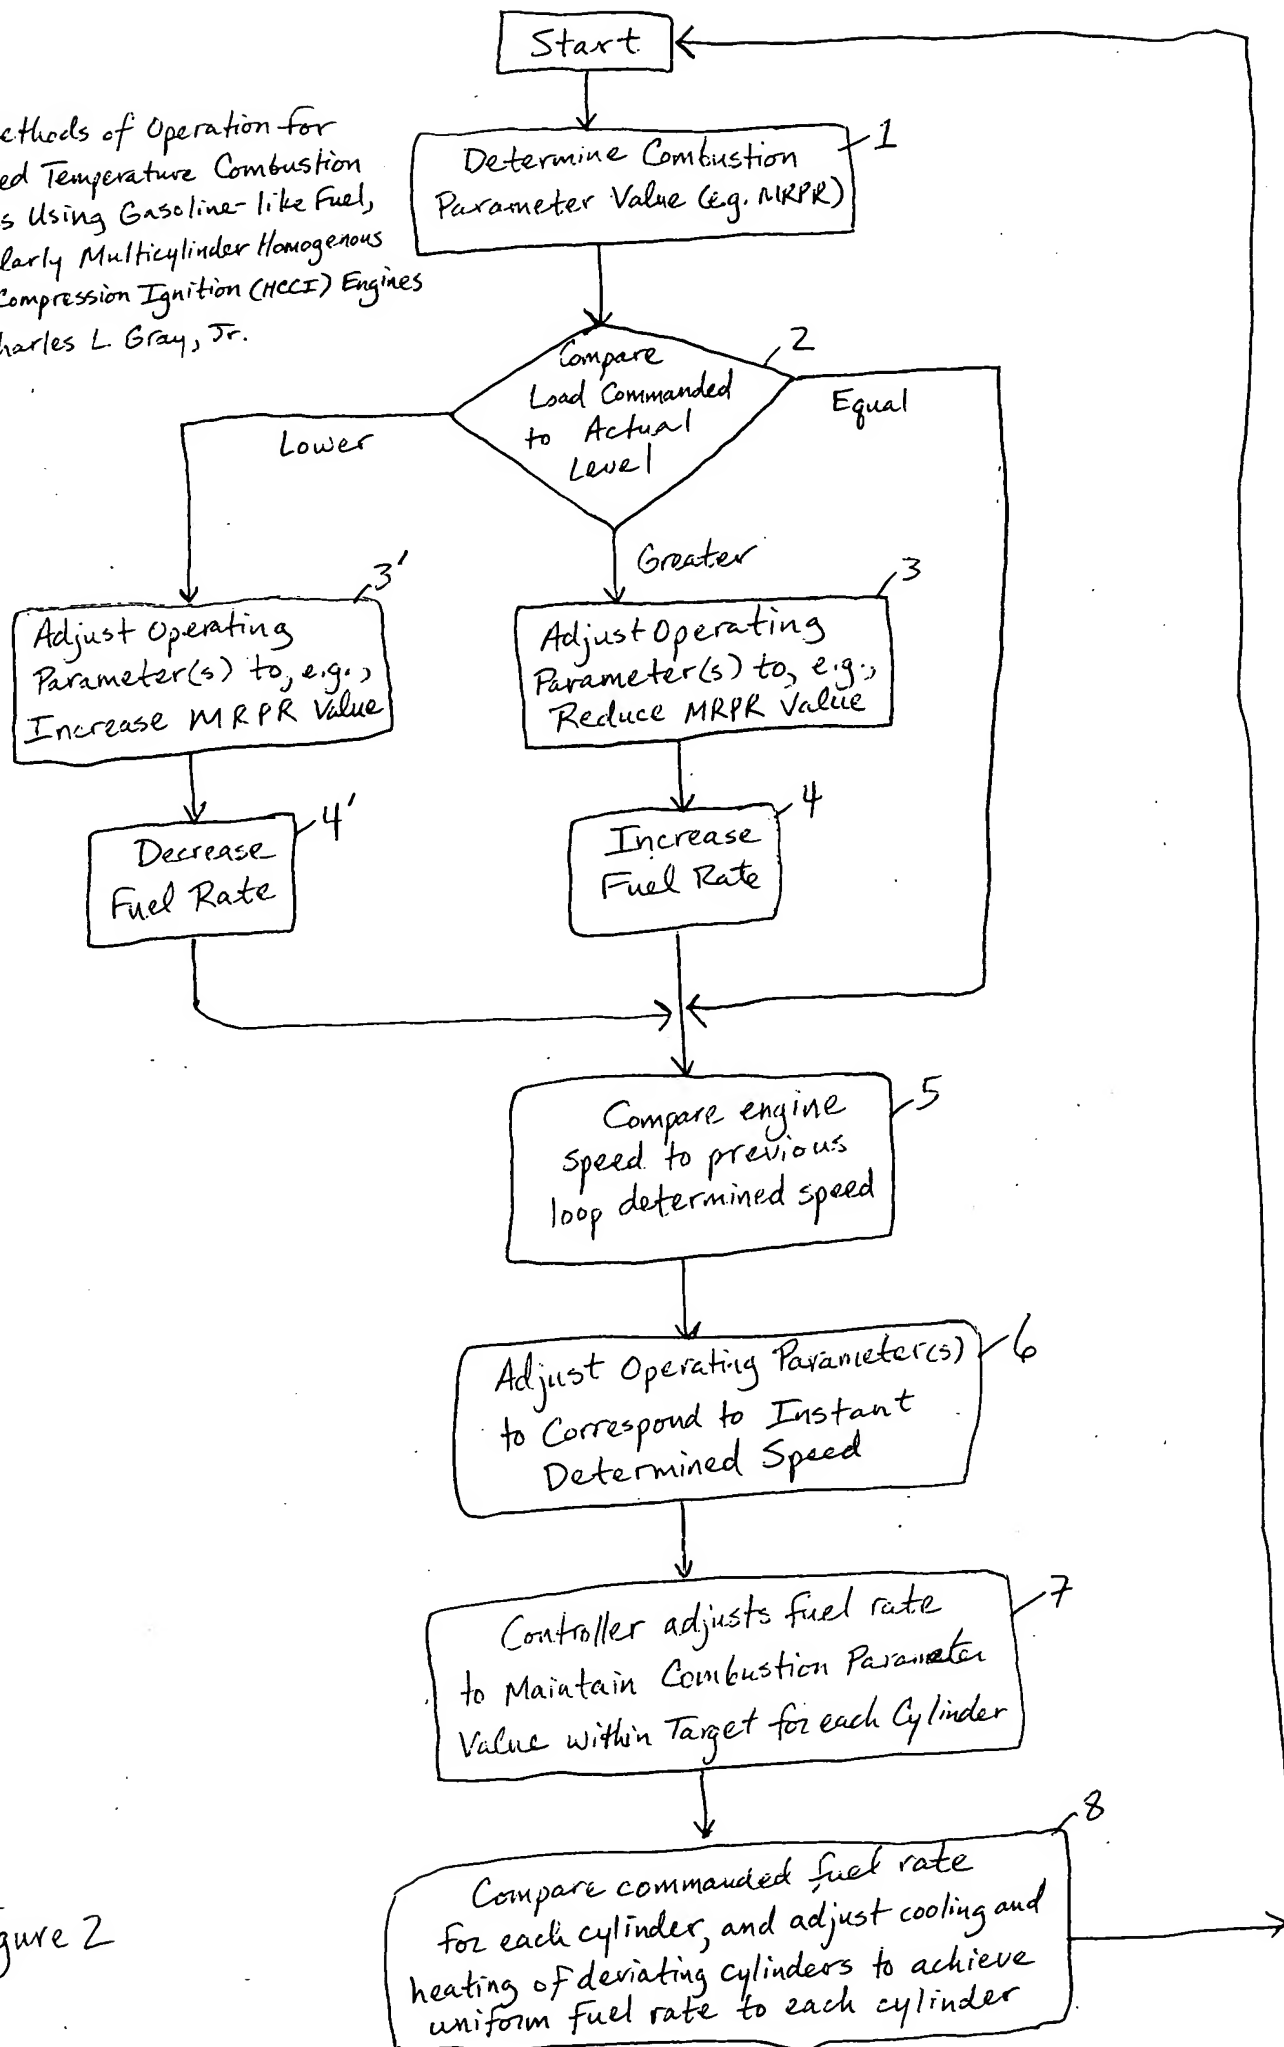 Start
ethods of Operation for
ed Temperature Combustion
s Using Gasoline-like Fuel,
larly Multicylinder Homogenous
Compression Ignition (HCCI) Engines
harles L. Gray, Jr.
1
Determine Combustion
Parameter Value (e.g. MRPR)
2
Compare
Load Commanded
to Actual
Level
Equal
Lower
Greater
3'
Adjust Operating
Parameter(s) to, e.g.,
Increase MRPR Value
3
Adjust Operating
Parameter(s) to, e.g.,
Reduce MRPR Value
4'
Decrease
Fuel Rate
4
Increase
Fuel Rate
5
Compare engine
speed to previous
loop determined speed
6
Adjust Operating Parameter(s)
to Correspond to Instant
Determined Speed
7
Controller adjusts fuel rate
to Maintain Combustion Parameter
Value within Target for each Cylinder
8
Compare commanded fuel rate
for each cylinder, and adjust cooling and
heating of deviating cylinders to achieve
uniform fuel rate to each cylinder
gure 2